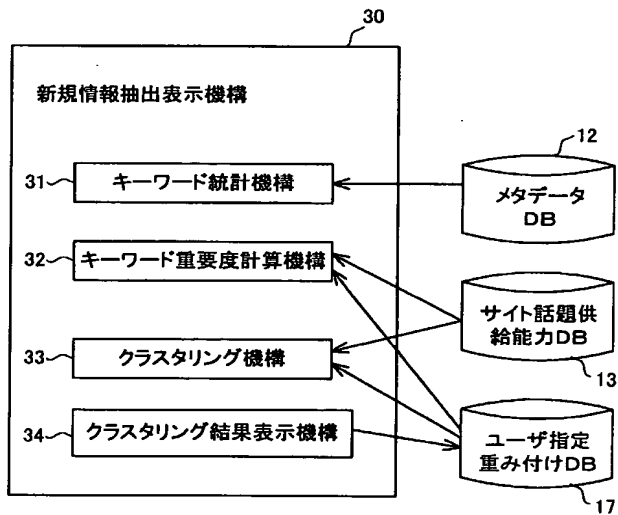 30
新規情報抽出表示機構
31
キーワード統計機構
32
キーワード重要度計算機構
33
クラスタリング機構
34
クラスタリング結果表示機構
12
メタデータ
DB
サイト話題供
給能力DB
13
ユーザ指定
重み付けDB
17